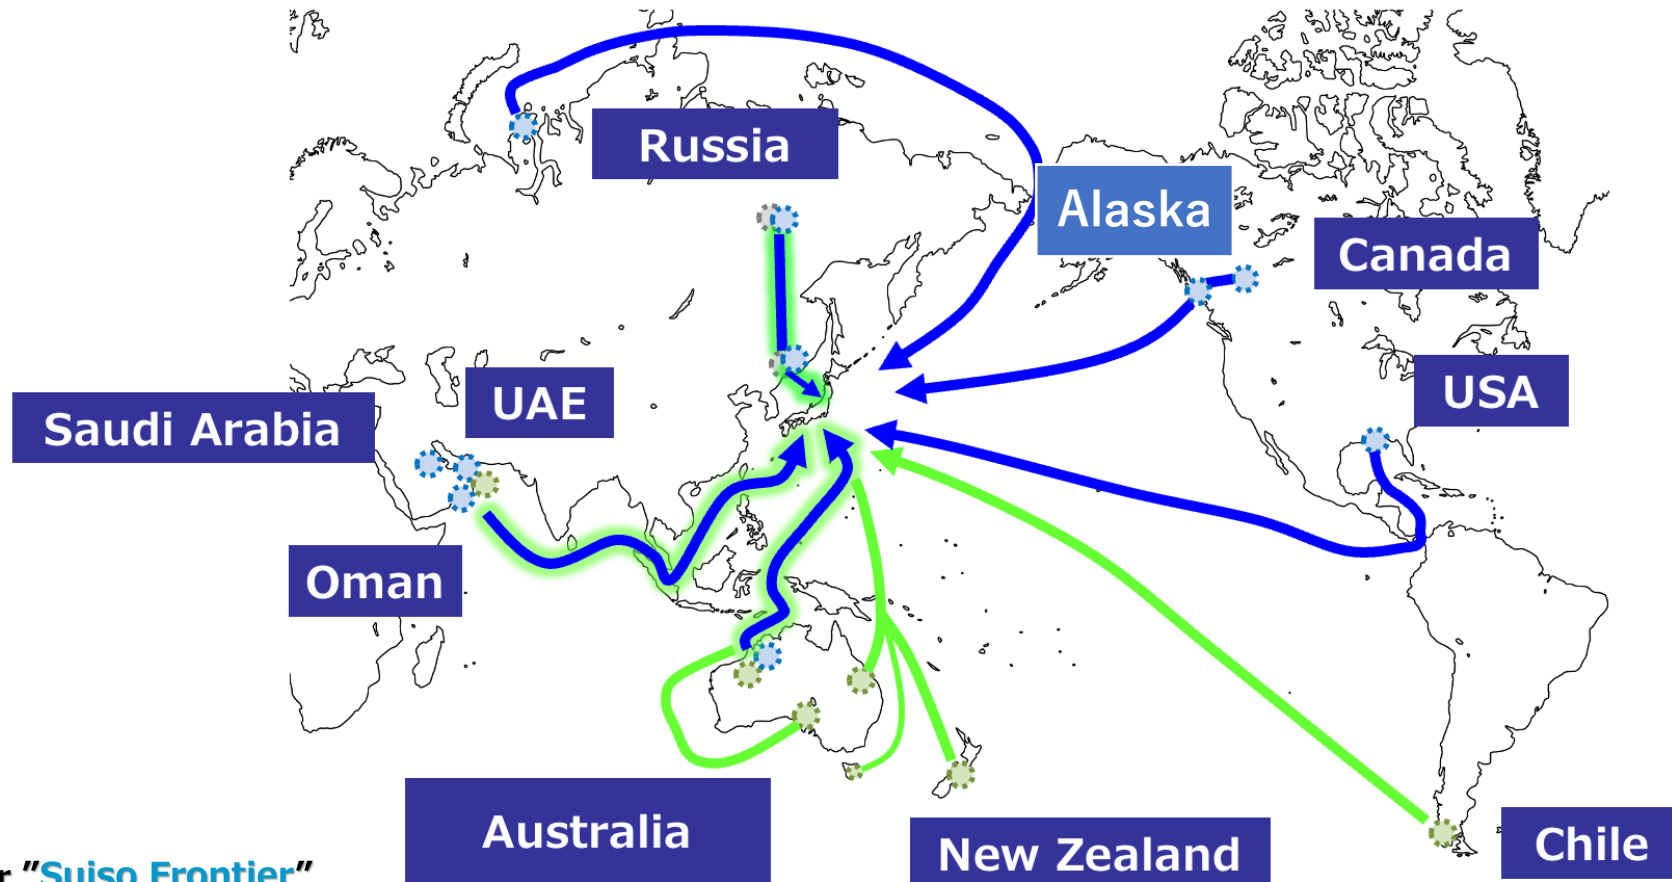 Russia
Alaska
Canada
USA
UAE
Saudi Arabia
Oman
Australia
New Zealand
Chile
r "Suiso Frontier"